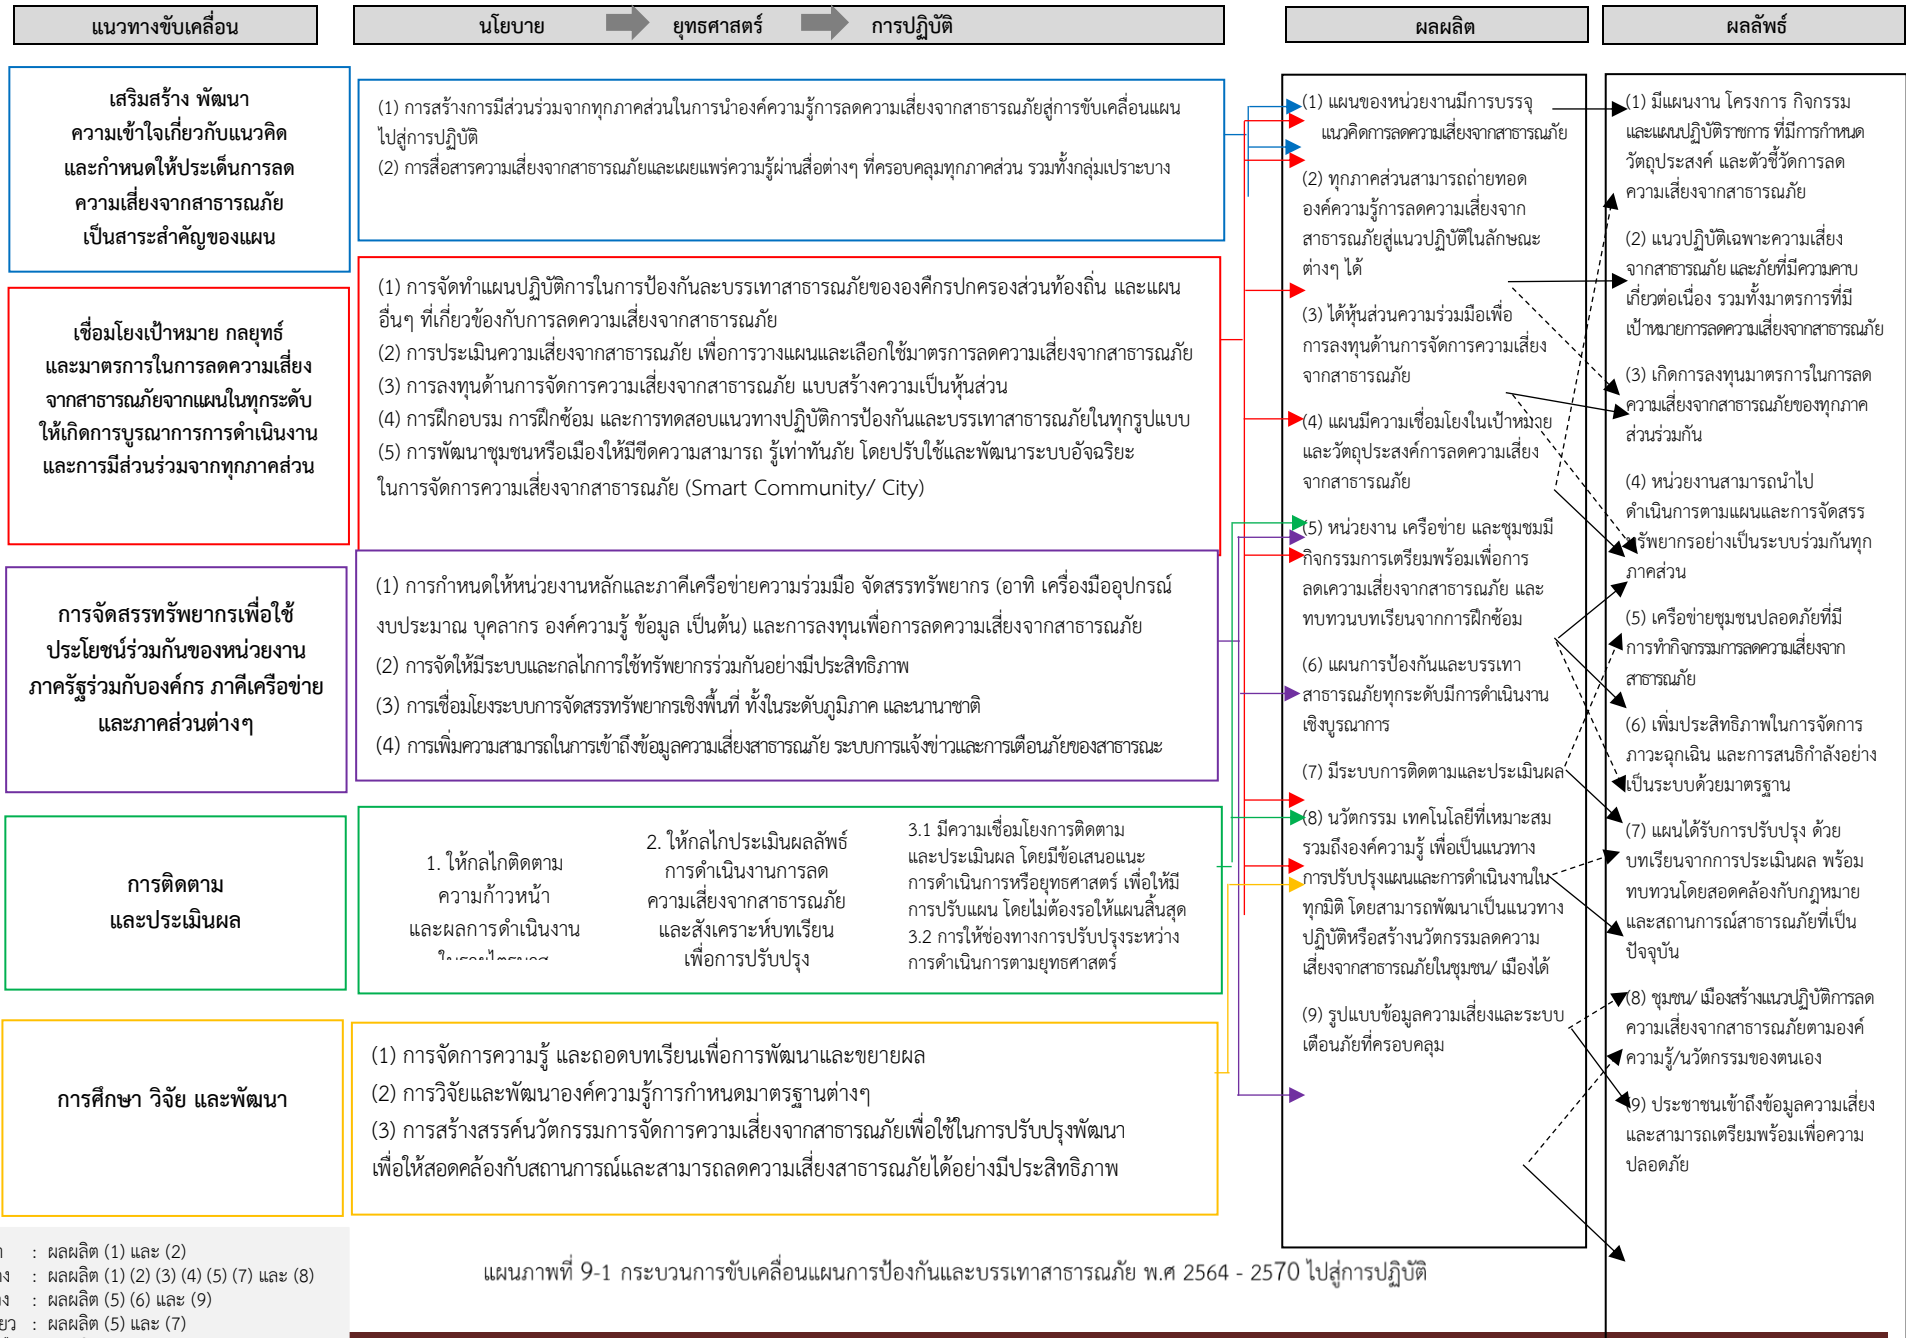 แนวทางขับเคลื่อน
นโยบาย ยุทธศาสตร์ การปฏิบัติ
ผลผลิต
ผลลัพธ์
เสริมสร้าง พัฒนา
ความเข้าใจเกี่ยวกับแนวคิด
และกำหนดให้ประเด็นการลด
ความเสี่ยงจากสาธารณภัย
เป็นสาระสำคัญของแผน
(1) การสร้างการมีส่วนร่วมจากทุกภาคส่วนในการนำองค์ความรู้การลดความเสี่ยงจากสาธารณภัยสู่การขับเคลื่อนแผน
ไปสู่การปฏิบัติ
(2) การสื่อสารความเสี่ยงจากสาธารณภัยและเผยแพร่ความรู้ผ่านสื่อต่างๆ ที่ครอบคลุมทุกภาคส่วน รวมทั้งกลุ่มเปราะบาง
เชื่อมโยงเป้าหมาย กลยุทธ์
และมาตรการในการลดความเสี่ยง
จากสาธารณภัยจากแผนในทุกระดับ
ให้เกิดการบูรณาการการดำเนินงาน
และการมีส่วนร่วมจากทุกภาคส่วน
(1) การจัดทำแผนปฏิบัติการในการป้องกันละบรรเทาสาธารณภัยขององค์กรปกครองส่วนท้องถิ่น และแผน
อื่นๆ ที่เกี่ยวข้องกับการลดความเสี่ยงจากสาธารณภัย
(2) การประเมินความเสี่ยงจากสาธารณภัย เพื่อการวางแผนและเลือกใช้มาตรการลดความเสี่ยงจากสาธารณภัย
(3) การลงทุนด้านการจัดการความเสี่ยงจากสาธารณภัย แบบสร้างความเป็นหุ้นส่วน
(4) การฝึกอบรม การฝึกซ้อม และการทดสอบแนวทางปฏิบัติการป้องกันและบรรเทาสาธารณภัยในทุกรูปแบบ
(5) การพัฒนาชุมชนหรือเมืองให้มีขีดความสามารถ รู้เท่าทันภัย โดยปรับใช้และพัฒนาระบบอัจฉริยะ
ในการจัดการความเสี่ยงจากสาธารณภัย (Smart Community/ City)
การจัดสรรทรัพยากรเพื่อใช้
ประโยชน์ร่วมกันของหน่วยงาน
ภาครัฐร่วมกับองค์กร ภาคีเครือข่าย
และภาคส่วนต่างๆ
(1) การกำหนดให้หน่วยงานหลักและภาคีเครือข่ายความร่วมมือ จัดสรรทรัพยากร (อาทิ เครื่องมืออุปกรณ์
งบประมาณ บุคลากร องค์ความรู้ ข้อมูล เป็นต้น) และการลงทุนเพื่อการลดความเสี่ยงจากสาธารณภัย
(2) การจัดให้มีระบบและกลไกการใช้ทรัพยากรร่วมกันอย่างมีประสิทธิภาพ
(3) การเชื่อมโยงระบบการจัดสรรทรัพยากรเชิงพื้นที่ ทั้งในระดับภูมิภาค และนานาชาติ
(4) การเพิ่มความสามารถในการเข้าถึงข้อมูลความเสี่ยงสาธารณภัย ระบบการแจ้งข่าวและการเตือนภัยของสาธารณะ
การติดตาม
และประเมินผล
1. ให้กลไกติดตาม
ความก้าวหน้า
และผลการดำเนินงาน
2. ให้กลไกประเมินผลลัพธ์
การดำเนินงานการลด
ความเสี่ยงจากสาธารณภัย
และสังเคราะห์บทเรียน
เพื่อการปรับปรุง
3.1 มีความเชื่อมโยงการติดตาม
และประเมินผล โดยมีข้อเสนอแนะ
การดำเนินการหรือยุทธศาสตร์ เพื่อให้มี
การปรับแผน โดยไม่ต้องรอให้แผนสิ้นสุด
3.2 การให้ช่องทางการปรับปรุงระหว่าง
การดำเนินการตามยุทธศาสตร์
การศึกษา วิจัย และพัฒนา
(1) การจัดการความรู้ และถอดบทเรียนเพื่อการพัฒนาและขยายผล
(2) การวิจัยและพัฒนาองค์ความรู้การกำหนดมาตรฐานต่างๆ
(3) การสร้างสรรค์นวัตกรรมการจัดการความเสี่ยงจากสาธารณภัยเพื่อใช้ในการปรับปรุงพัฒนา
เพื่อให้สอดคล้องกับสถานการณ์และสามารถลดความเสี่ยงสาธารณภัยได้อย่างมีประสิทธิภาพ
(1) แผนของหน่วยงานมีการบรรจุ
แนวคิดการลดความเสี่ยงจากสาธารณภัย
(2) ทุกภาคส่วนสามารถถ่ายทอด
องค์ความรู้การลดความเสี่ยงจาก
สาธารณภัยสู่แนวปฏิบัติในลักษณะ
ต่างๆ ได้
(3) ได้หุ้นส่วนความร่วมมือเพื่อ
การลงทุนด้านการจัดการความเสี่ยง
จากสาธารณภัย
(4) แผนมีความเชื่อมโยงในเป้าหมาย
และวัตถุประสงค์การลดความเสี่ยง
จากสาธารณภัย
(5) หน่วยงาน เครือข่าย และชุมชมมี
กิจกรรมการเตรียมพร้อมเพื่อการ
ลดเความเสี่ยงจากสาธารณภัย และ
ทบทวนบทเรียนจากการฝึกซ้อม
(6) แผนการป้องกันและบรรเทา
สาธารณภัยทุกระดับมีการดำเนินงาน
เชิงบูรณาการ
(7) มีระบบการติดตามและประเมินผล
(8) นวัตกรรม เทคโนโลยีที่เหมาะสม
รวมถึงองค์ความรู้ เพื่อเป็นแนวทาง
การปรับปรุงแผนและการดำเนินงานใน
ทุกมิติ โดยสามารถพัฒนาเป็นแนวทาง
ปฏิบัติหรือสร้างนวัตกรรมลดความ
เสี่ยงจากสาธารณภัยในชุมชน/ เมืองได้
(9) รูปแบบข้อมูลความเสี่ยงและระบบ
เตือนภัยที่ครอบคลุม
(1) มีแผนงาน โครงการ กิจกรรม
และแผนปฏิบัติราชการ ที่มีการกำหนด
วัตถุประสงค์ และตัวชี้วัดการลด
ความเสี่ยงจากสาธารณภัย
(2) แนวปฏิบัติเฉพาะความเสี่ยง
จากสาธารณภัย และภัยที่มีความคาบ
เกี่ยวต่อเนื่อง รวมทั้งมาตรการที่มี
เป้าหมายการลดความเสี่ยงจากสาธารณภัย
(3) เกิดการลงทุนมาตรการในการลด
ความเสี่ยงจากสาธารณภัยของทุกภาค
ส่วนร่วมกัน
(4) หน่วยงานสามารถนำไป
ดำเนินการตามแผนและการจัดสรร
ทรัพยากรอย่างเป็นระบบร่วมกันทุก
ภาคส่วน
(5) เครือข่ายชุมชนปลอดภัยที่มี
การทำกิจกรรมการลดความเสี่ยงจาก
สาธารณภัย
(6) เพิ่มประสิทธิภาพในการจัดการ
ภาวะฉุกเฉิน และการสนธิกำลังอย่าง
เป็นระบบด้วยมาตรฐาน
(7) แผนได้รับการปรับปรุง ด้วย
บทเรียนจากการประเมินผล พร้อม
ทบทวนโดยสอดคล้องกับกฎหมาย
และสถานการณ์สาธารณภัยที่เป็น
ปัจจุบัน
(8) ชุมชน/ เมืองสร้างแนวปฏิบัติการลด
ความเสี่ยงจากสาธารณภัยตามองค์
ความรู้/นวัตกรรมของตนเอง
(9) ประชาชนเข้าถึงข้อมูลความเสี่ยง
และสามารถเตรียมพร้อมเพื่อความ
ปลอดภัย
: ผลผลิต (1) และ (2)
: ผลผลิต (1) (2) (3) (4) (5) (7) และ (8)
: ผลผลิต (5) (6) และ (9)
: ผลผลิต (5) และ (7)
แผนภาพที่ 9-1 กระบวนการขับเคลื่อนแผนการป้องกันและบรรเทาสาธารณภัย พ.ศ 2564 - 2570 ไปสู่การปฏิบัติ